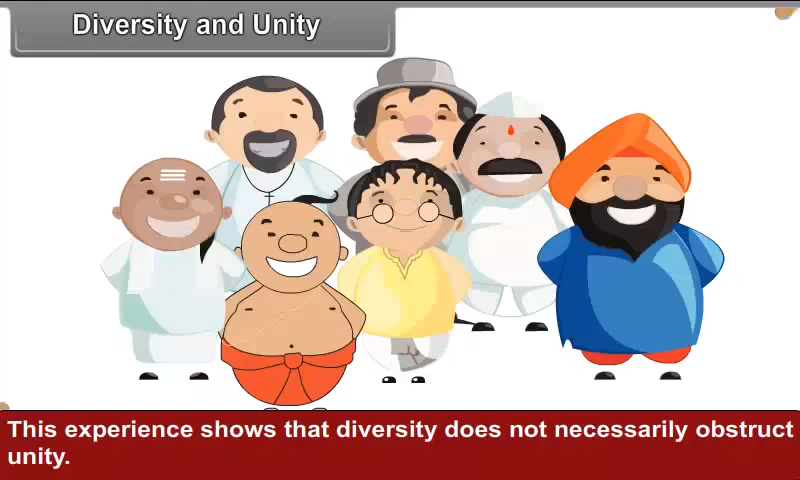 Diversity and Unity
This experience shows that diversity does not necessarily obstruct
unity.